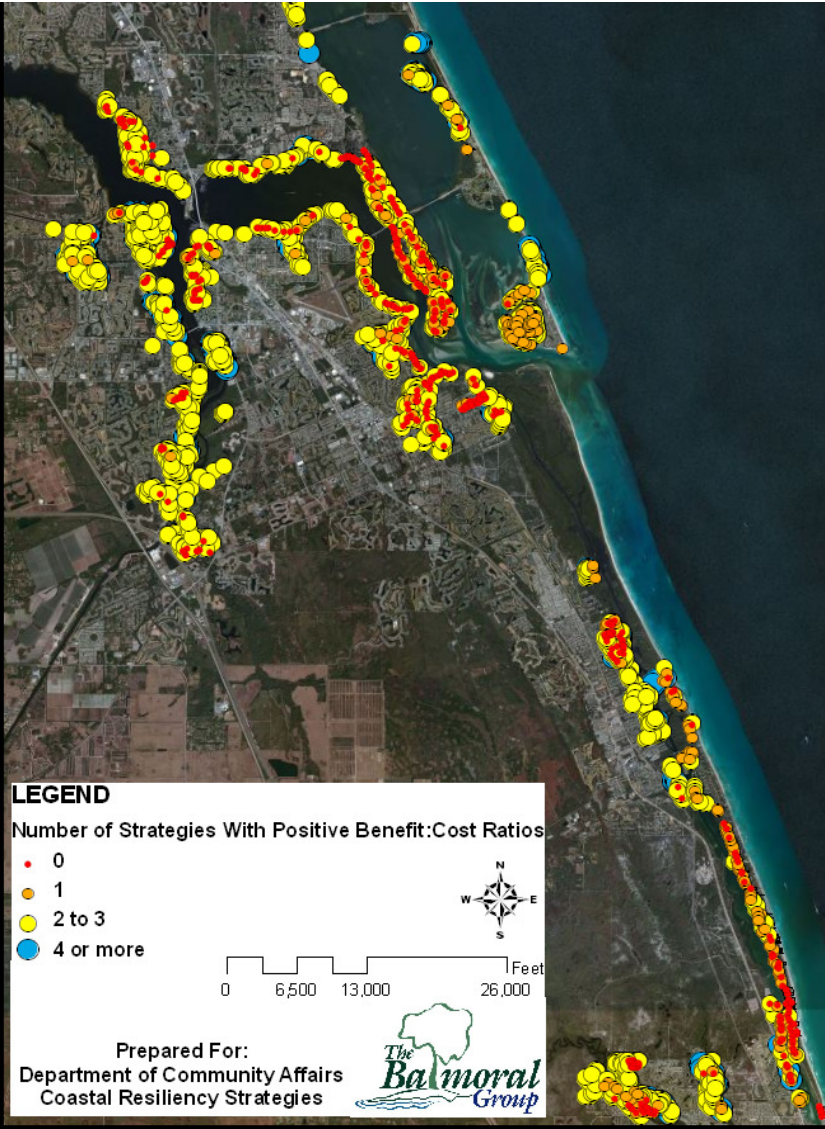 LEGEND
Number of Strategies With Positive Benefit:Cost Ratios
0
1
2 to 3
4 or more
N
W E
S
Feet
0 6,500 13,000 26,000
Prepared For:
Department of Community Affairs
Coastal Resiliency Strategies
The
Balmoral
Group